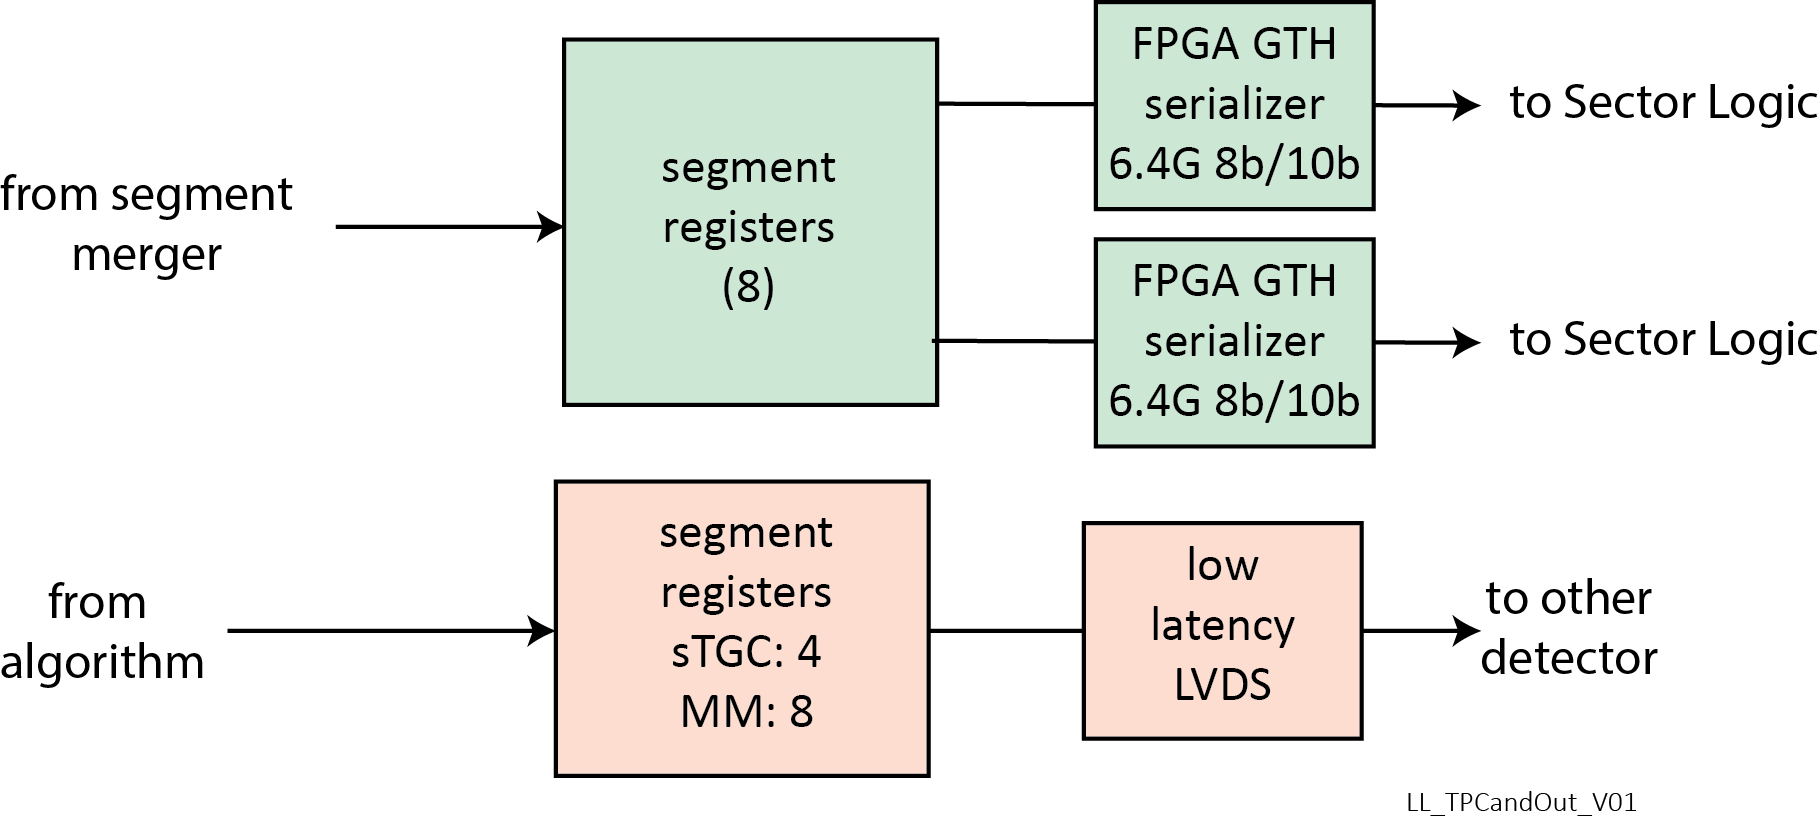 from segment
merger
segment
registers
(8)
FPGA GTH
serializer
6.4G 8b/10b
to Sector Logic
FPGA GTH
serializer
6.4G 8b/10b
to Sector Logic
from
algorithm
segment
registers
sTGC: 4
MM: 8
low
latency
LVDS
to other
detector
LL_TPCandOut_V01